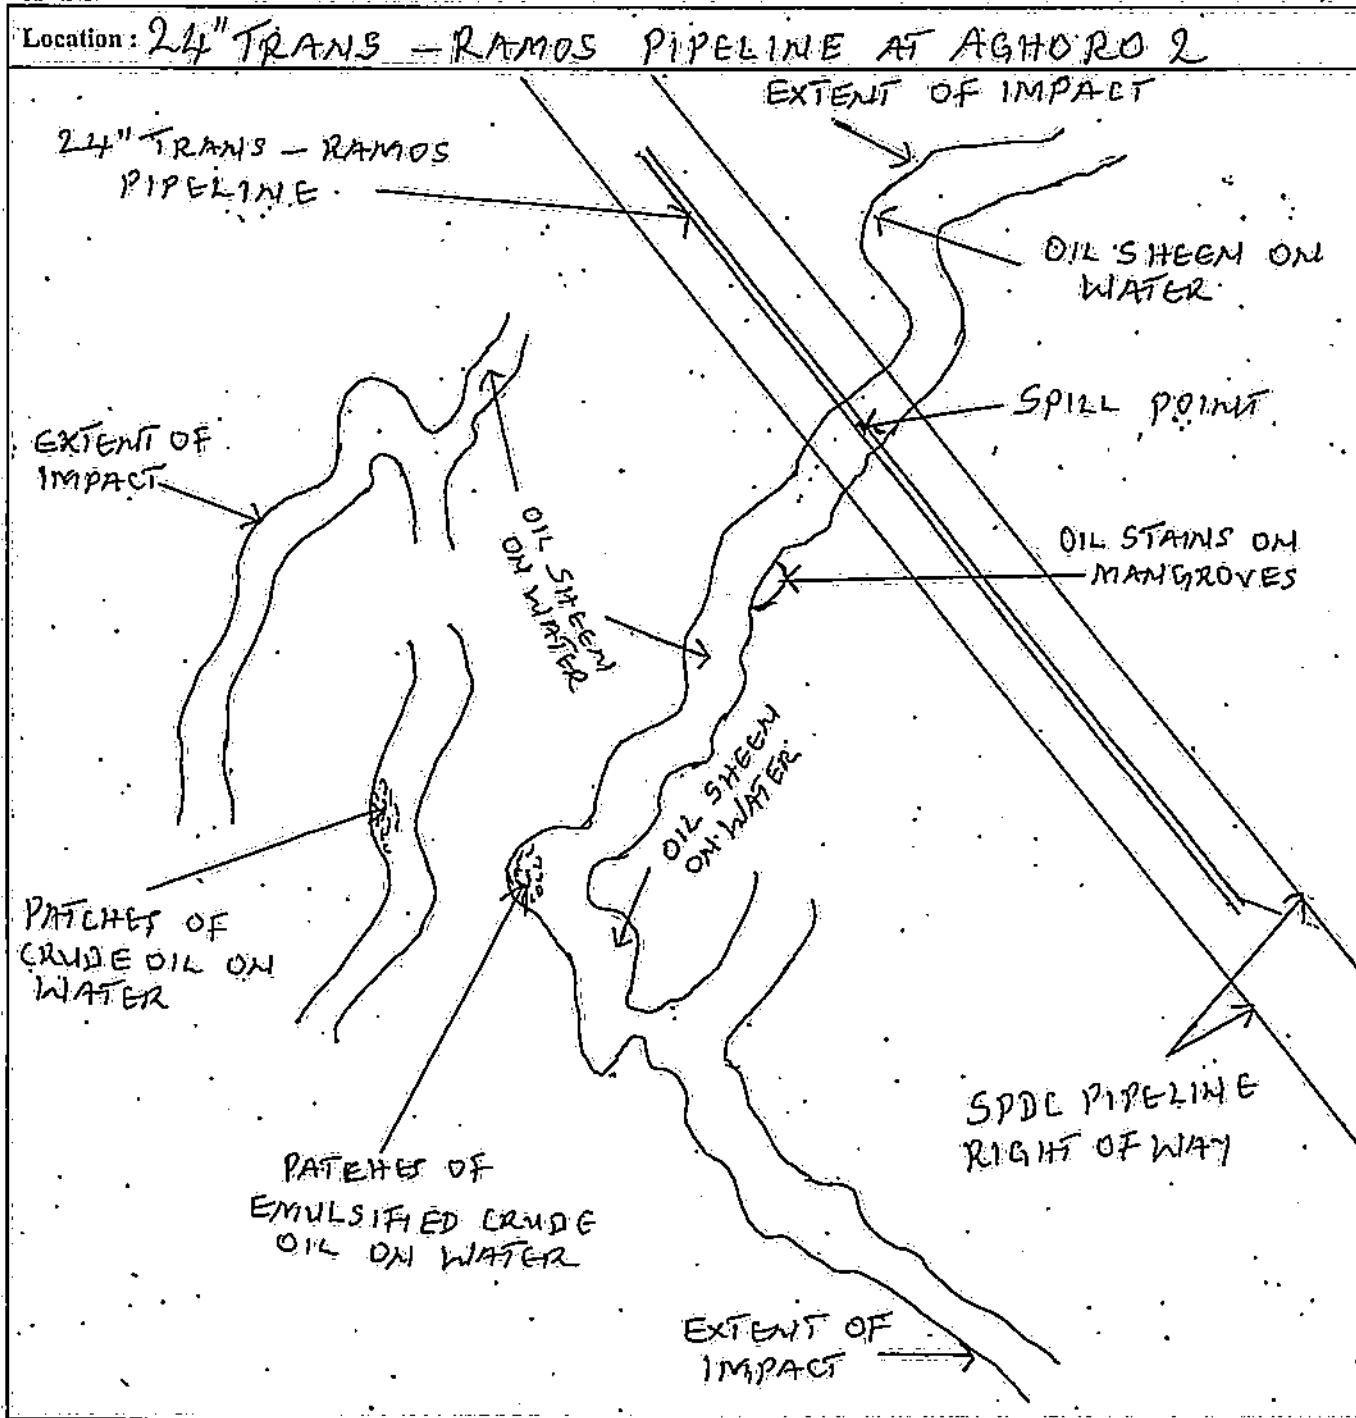 Location: 24" TRANS - RAMOS PIPELINE AT AGHORO 2
EXTENT OF IMPACT
24" TRANS - RAMOS
PIPELINE
OIL SHEEN ON
WATER
SPILL POINT
EXTENT OF
IMPACT
OIL SHEEN
ON WATER
OIL STAINS ON
MANGROVES
OIL SHEEN
ON WATER
PATCHES OF
CRUDE OIL ON
WATER
SPDC PIPELINE
RIGHT OF WAY
PATCHES OF
EMULSIFIED CRUDE
OIL ON WATER
EXTENT OF
IMPACT